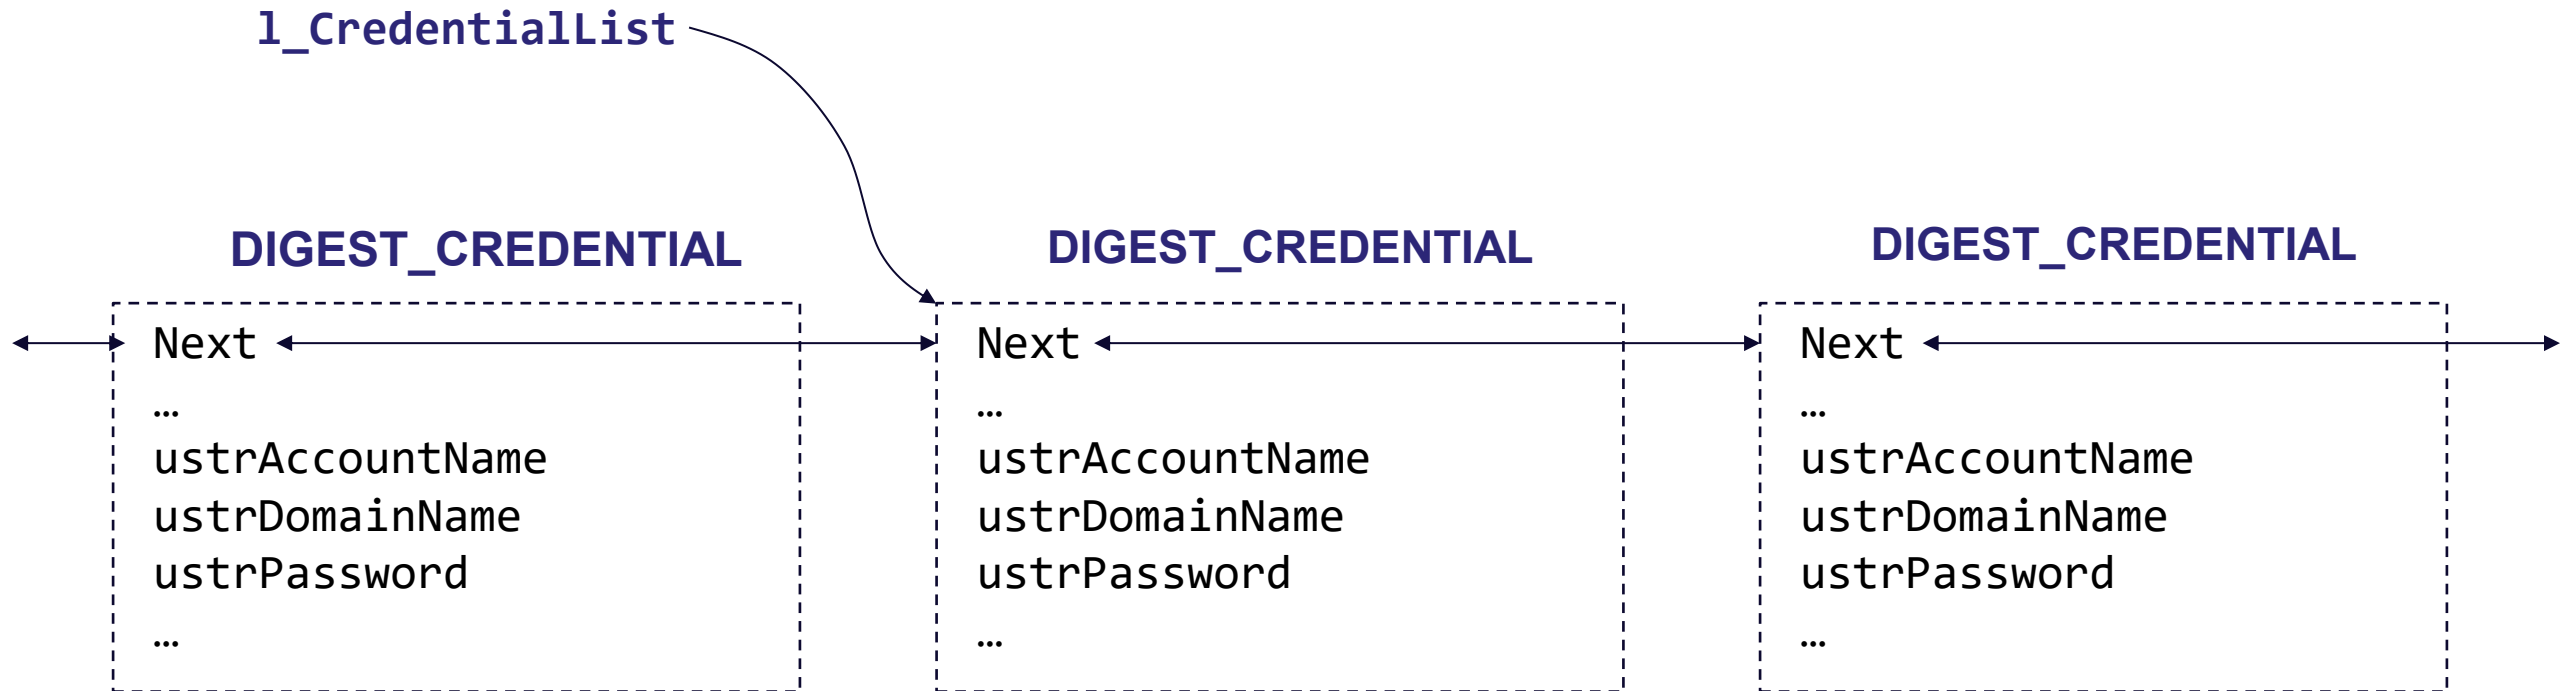 l_CredentialList
DIGEST_CREDENTIAL
Next
…
ustrAccountName
ustrDomainName
ustrPassword
…
DIGEST_CREDENTIAL
Next
…
ustrAccountName
ustrDomainName
ustrPassword
…
DIGEST_CREDENTIAL
Next
…
ustrAccountName
ustrDomainName
ustrPassword
…